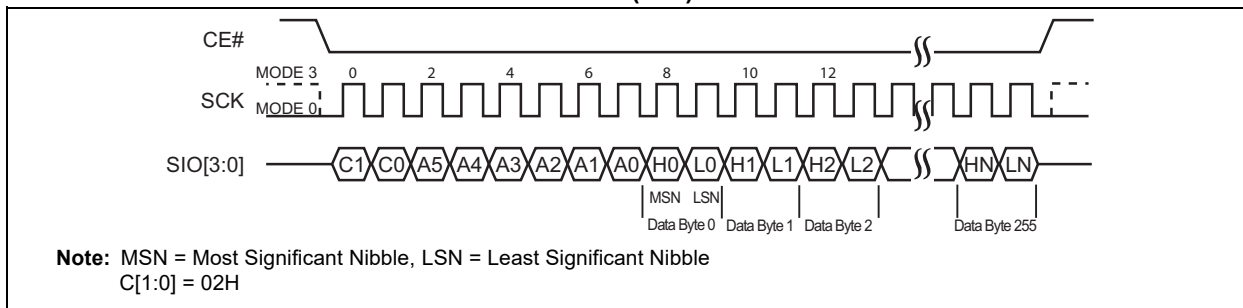 CE#
MODE 3 0 2 4 6 8 10 12
SCK
MODE 0
SIO[3:0] C1 C0 A5 A4 A3 A2 A1 A0 H0 L0 H1 L1 H2 L2 HN LN
MSN LSN
Data Byte 0 Data Byte 1 Data Byte 2 Data Byte 255
Note: MSN = Most Significant Nibble, LSN = Least Significant Nibble
C[1:0] = 02H